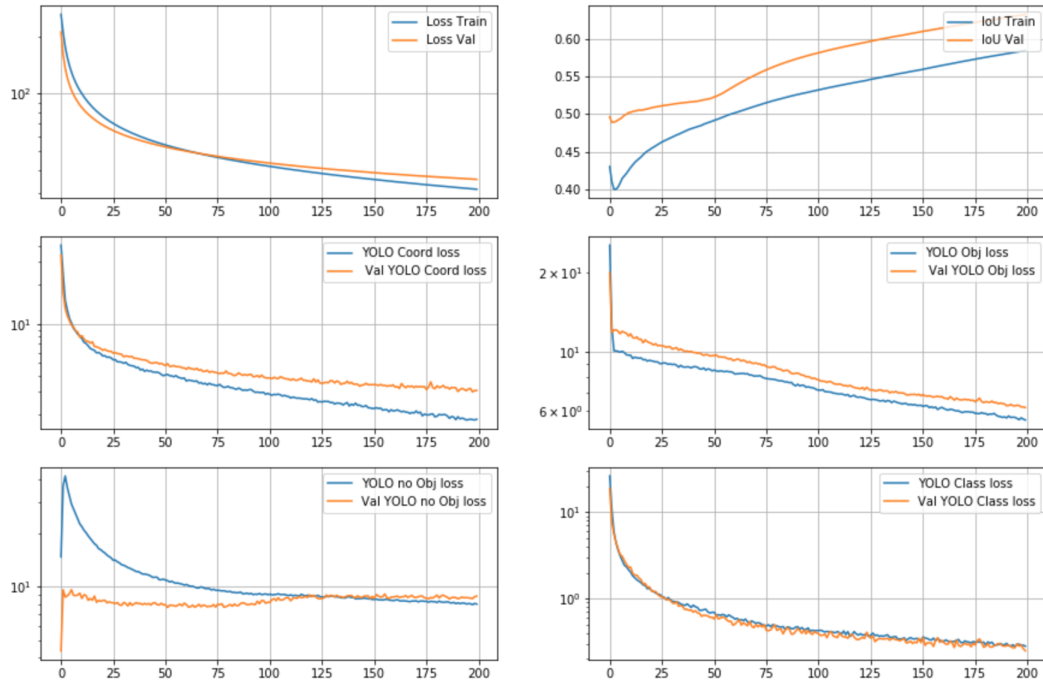 Loss Train
Loss Val
10²
0 25 50 75 100 125 150 175 200
IoU Train
IoU Val
0.60
0.55
0.50
0.45
0.40
0 25 50 75 100 125 150 175 200
YOLO Coord loss
Val YOLO Coord loss
10¹
0 25 50 75 100 125 150 175 200
YOLO Obj loss
Val YOLO Obj loss
2 × 10¹
10¹
6 × 10⁰
0 25 50 75 100 125 150 175 200
YOLO no Obj loss
Val YOLO no Obj loss
10¹
0 25 50 75 100 125 150 175 200
YOLO Class loss
Val YOLO Class loss
10¹
10⁰
0 25 50 75 100 125 150 175 200